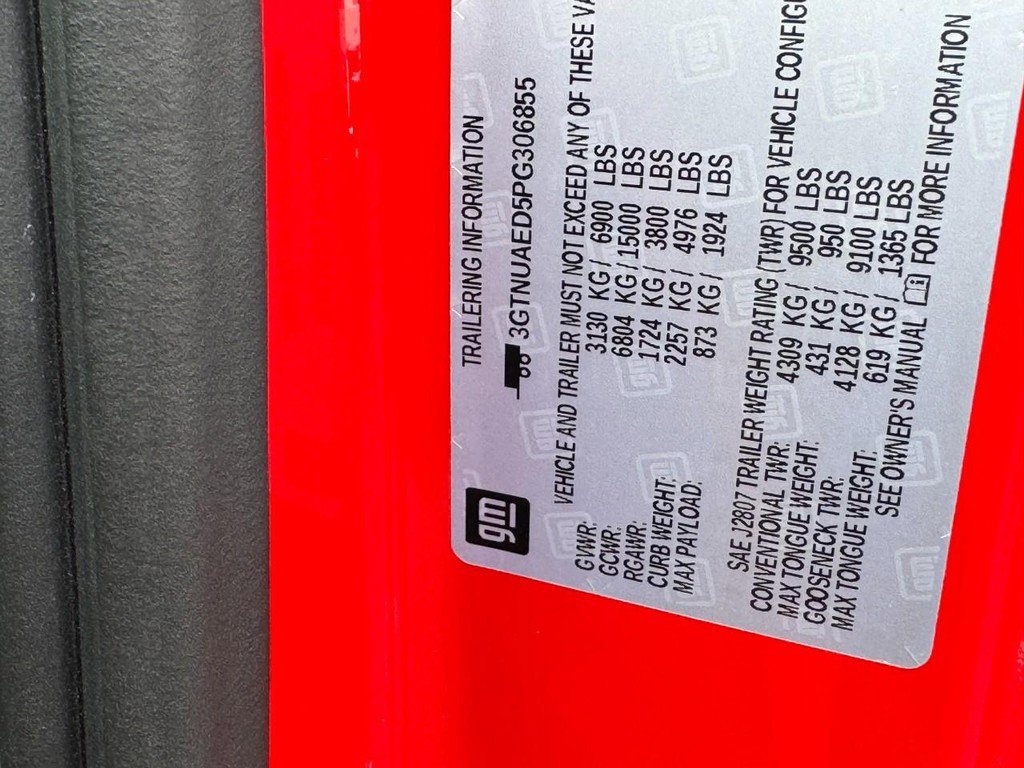 gm
TRAILERING INFORMATION
3GTNUAED5PG306855
VEHICLE AND TRAILER MUST NOT EXCEED ANY OF THESE
GVWR: 3130 KG / 6900 LBS
GCWR: 6804 KG / 15000 LBS
RGAWR: 1724 KG / 3800 LBS
CURB WEIGHT: 2257 KG / 4976 LBS
MAX PAYLOAD: 873 KG / 1924 LBS
SAE J2807 TRAILER WEIGHT RATING (TWR) FOR VEHICLE
CONVENTIONAL TWR: 4309 KG / 9500 LBS
MAX TONGUE WEIGHT: 431 KG / 950 LBS
GOOSENECK TWR: 4128 KG / 9100 LBS
MAX TONGUE WEIGHT: 619 KG / 1365 LBS
SEE OWNER'S MANUAL FOR MORE INFORMATION